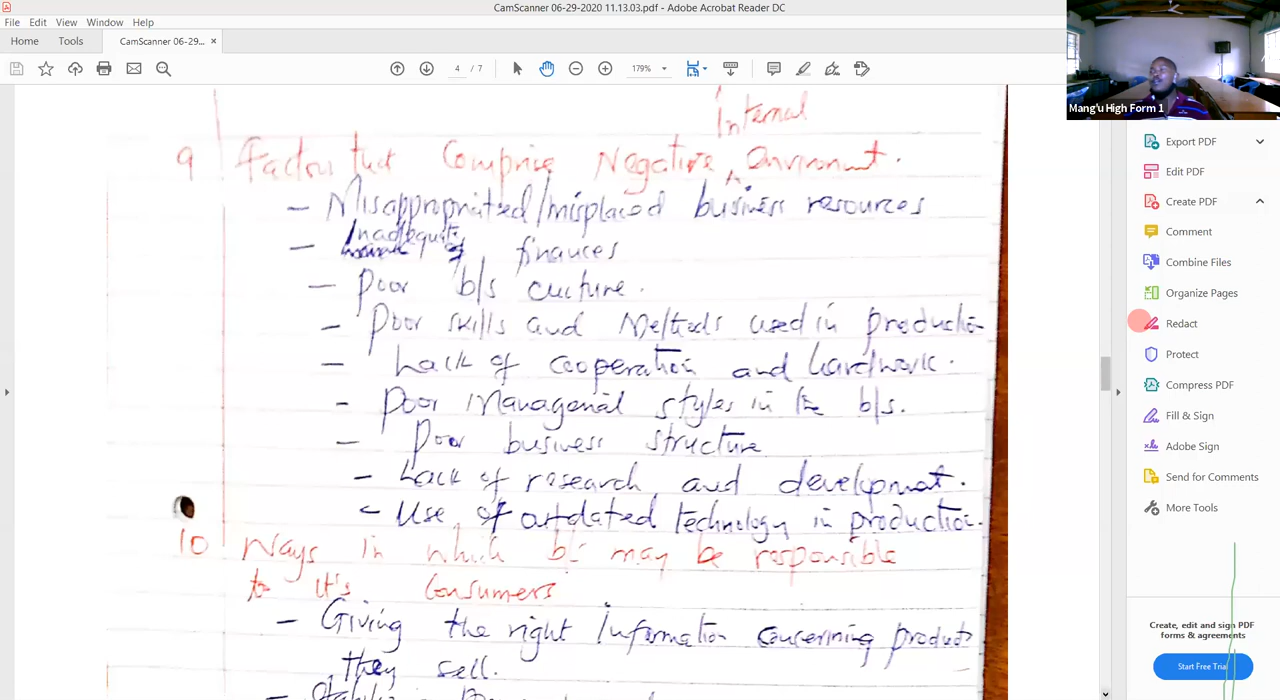 CamScanner 06-29-2020 11.13.03.pdf - Adobe Acrobat Reader DC
File Edit View Window Help
Home Tools CamScanner 06-29... ×
4 / 7 179%
Mang'u High Form 1
Internal
9 Factors that Comprise Negative ^ Environment.
- Misappropriated/misplaced business resources
- Inadequate finances
- Poor b/s culture.
- Poor skills and Methods used in production
- Lack of cooperation and hardwork.
- Poor Managerial styles in the b/s.
- Poor business structure
- Lack of research and development.
- Use of outdated technology in production.
10 Ways in which b/s may be responsible
to it's Consumers
- Giving the right information concerning products
they sell.
Export PDF
Edit PDF
Create PDF
Comment
Combine Files
Organize Pages
Redact
Protect
Compress PDF
Fill & Sign
Adobe Sign
Send for Comments
More Tools
Create, edit and sign PDF
forms & agreements
Start Free Trial